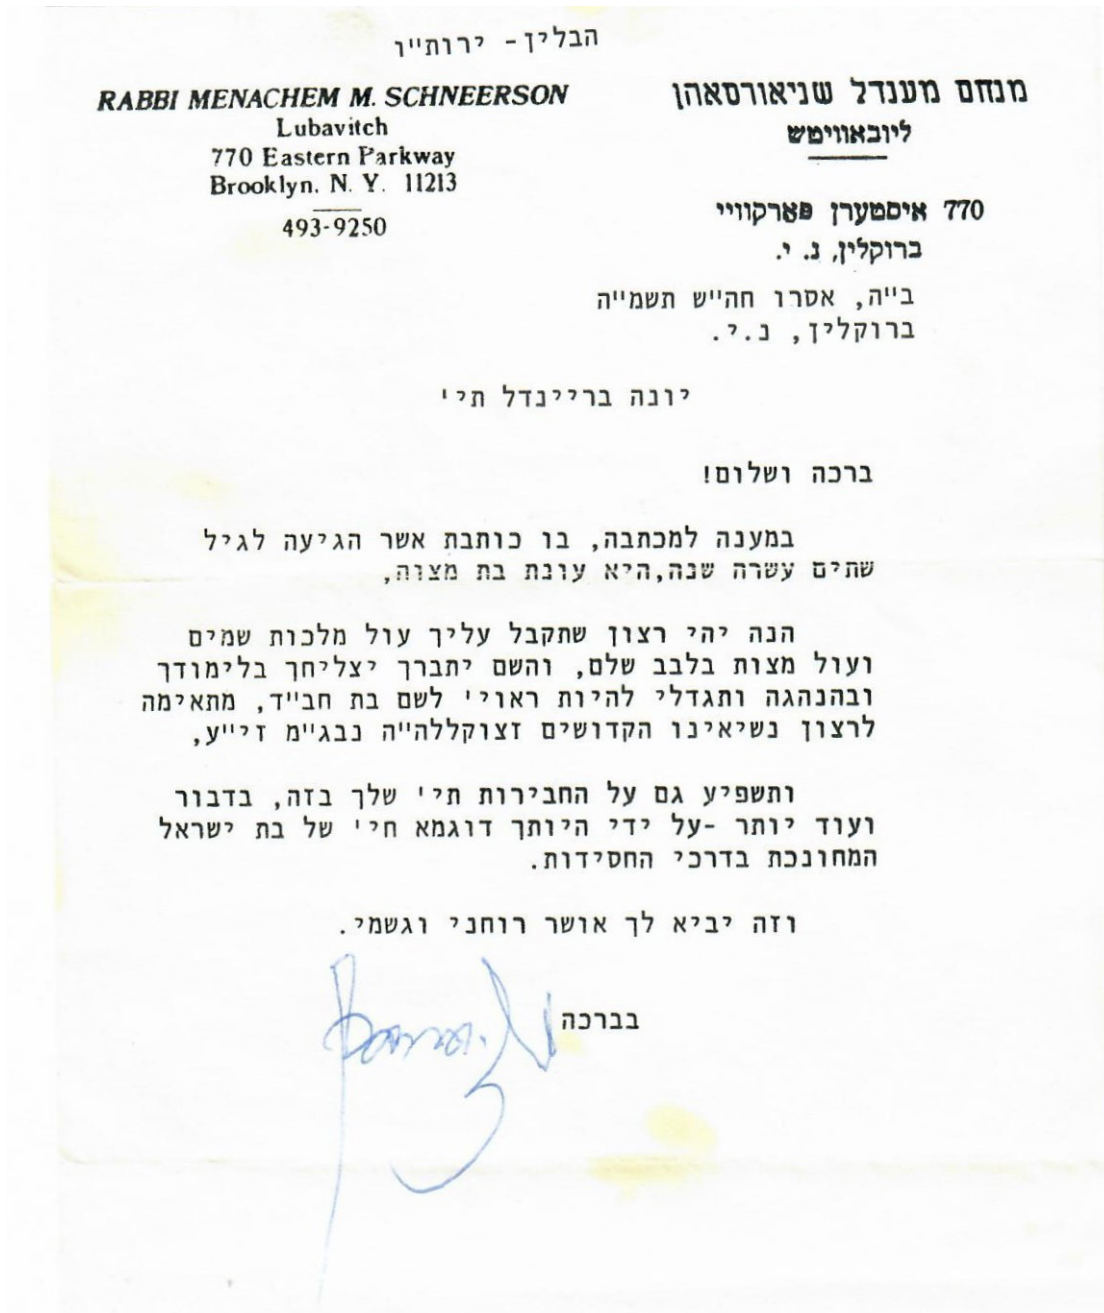 הבלין- ירות''ו
RABBI MENACHEM M. SCHNEERSON
Lubavitch
770 Eastern Parkway
Brooklyn. N. Y. 11213
493-9250
מנחם מענדל שניאורסאהן
ליובאוויטש
770 איסטערן פארקוויי
ברוקלין, נ. י.
ב''ה, אסרו חה''ש תשמ''ה
ברוקלין, נ.י.
יונה בריינדל תי'
ברכה ושלום!
במענה למכתבה, בו כותבת אשר הגיעה לגיל
שתים עשרה שנה,היא עונת בת מצוה,
הנה יהי רצון שתקבל עליך עול מלכות שמים
ועול מצות בלבב שלם, והשם יתברך יצליחך בלימודך
ובהנהגה ותגדלי להיות ראוי' לשם בת חב''ד, מתאימה
לרצון נשיאינו הקדושים זצוקללה''ה נבג''מ זי''ע,
ותשפיע גם על החבירות תי' שלך בזה, בדבור
ועוד יותר -על ידי היותך דוגמא חי' של בת ישראל
המחונכת בדרכי החסידות.
וזה יביא לך אושר רוחני וגשמי.
בברכה